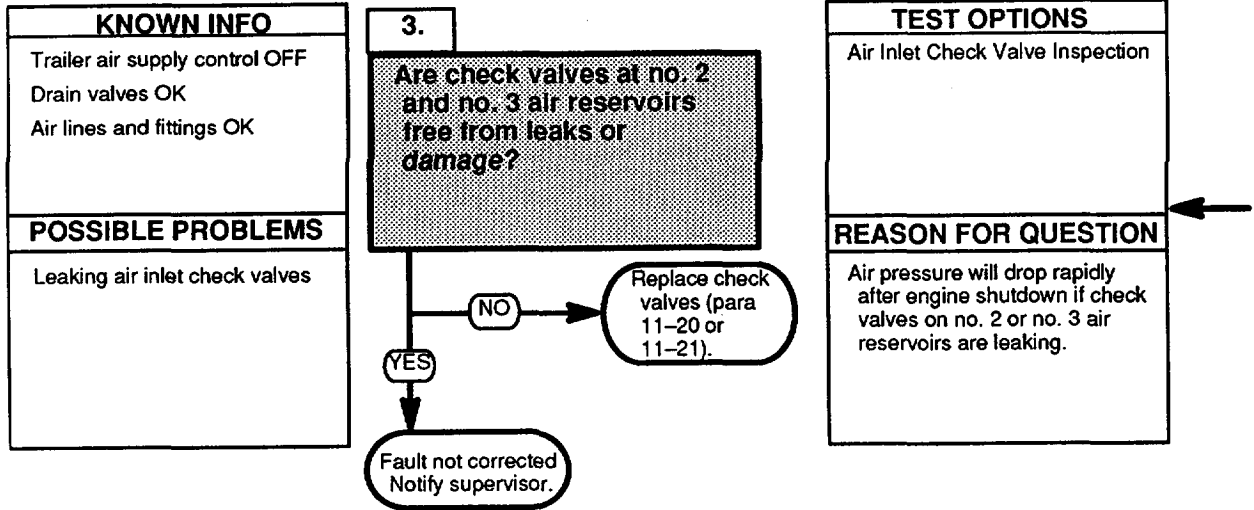 KNOWN INFO
Trailer air supply control OFF
Drain valves OK
Air lines and fittings OK
POSSIBLE PROBLEMS
Leaking air inlet check valves
3.
Are check valves at no. 2
and no. 3 air reservoirs
free from leaks or
damage?
NO
Replace check
valves (para
11–20 or
11–21).
YES
Fault not corrected
Notify supervisor.
TEST OPTIONS
Air Inlet Check Valve Inspection
REASON FOR QUESTION
Air pressure will drop rapidly
after engine shutdown if check
valves on no. 2 or no. 3 air
reservoirs are leaking.